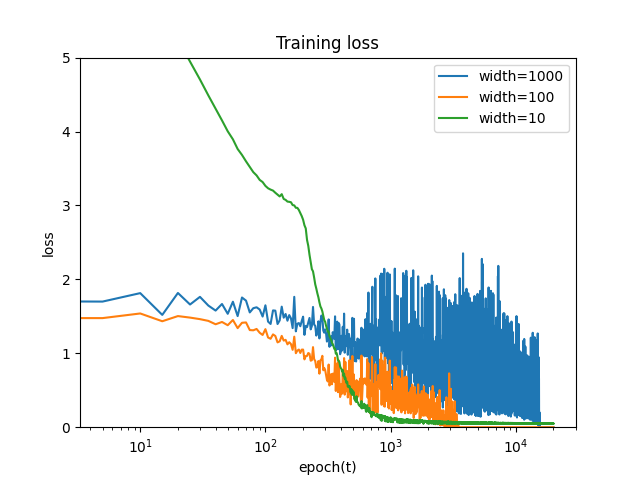 Training loss
width=1000
width=100
width=10
5
4
3
2
1
0
loss
10¹
10²
10³
10⁴
epoch(t)